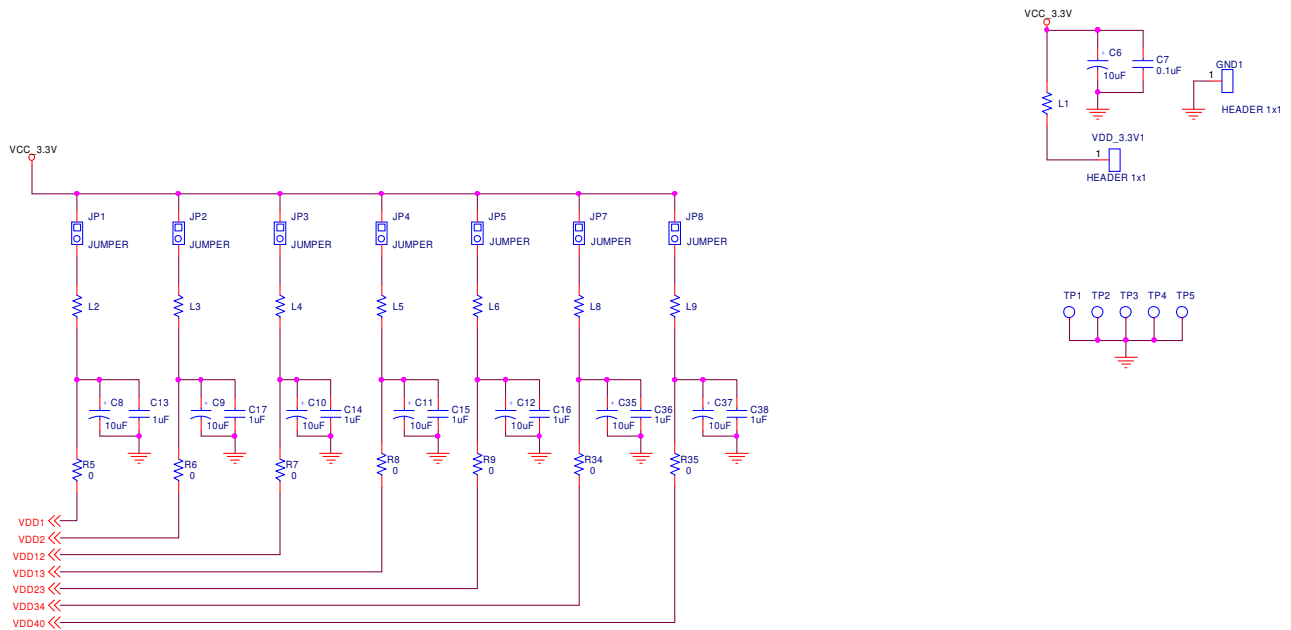 VCC_3.3V
C6
10uF
C7
0.1uF
L1
GND1
1
HEADER 1x1
VDD_3.3V1
1
HEADER 1x1
VCC_3.3V
JP1
JUMPER
JP2
JUMPER
JP3
JUMPER
JP4
JUMPER
JP5
JUMPER
JP7
JUMPER
JP8
JUMPER
L2
L3
L4
L5
L6
L8
L9
TP1
TP2
TP3
TP4
TP5
C8
10uF
C13
1uF
C9
10uF
C17
1uF
C10
10uF
C14
1uF
C11
10uF
C15
1uF
C12
10uF
C16
1uF
C35
10uF
C36
1uF
C37
10uF
C38
1uF
R5
0
R6
0
R7
0
R8
0
R9
0
R34
0
R35
0
VDD1
VDD2
VDD12
VDD13
VDD23
VDD34
VDD40